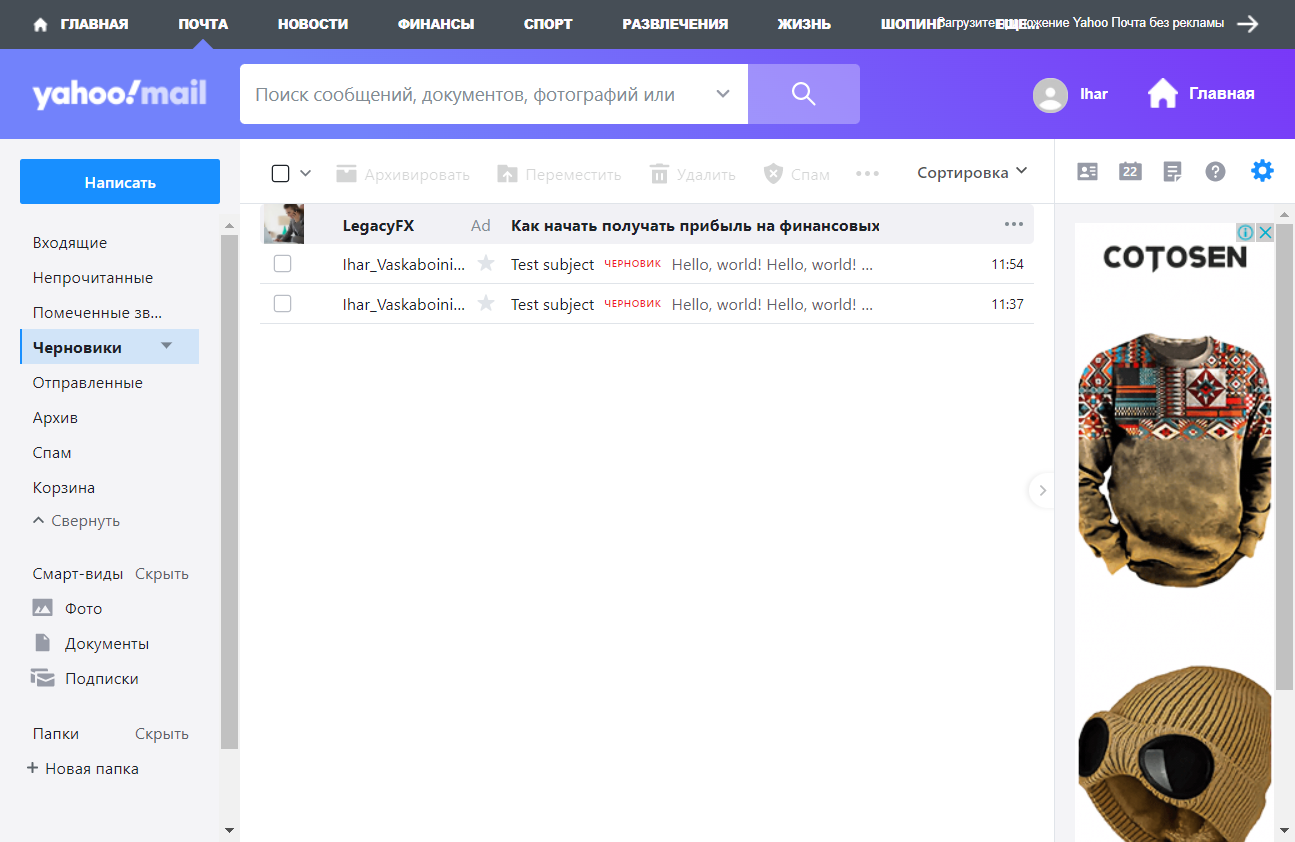 ГЛАВНАЯ ПОЧТА НОВОСТИ ФИНАНСЫ СПОРТ РАЗВЛЕЧЕНИЯ ЖИЗНЬ ШОПИНГ ЕЩЕ... Загрузите приложение Yahoo Почта без рекламы
yahoo!mail
Поиск сообщений, документов, фотографий или
Ihar
Главная
Написать
Архивировать Переместить Удалить Спам
Сортировка
22
Входящие
Непрочитанные
Помеченные зв...
Черновики
Отправленные
Архив
Спам
Корзина
Свернуть
Смарт-виды Скрыть
Фото
Документы
Подписки
Папки Скрыть
+ Новая папка
LegacyFX Ad Как начать получать прибыль на финансовых
Ihar_Vaskaboini... Test subject ЧЕРНОВИК Hello, world! Hello, world! ... 11:54
Ihar_Vaskaboini... Test subject ЧЕРНОВИК Hello, world! Hello, world! ... 11:37
COTOSEN